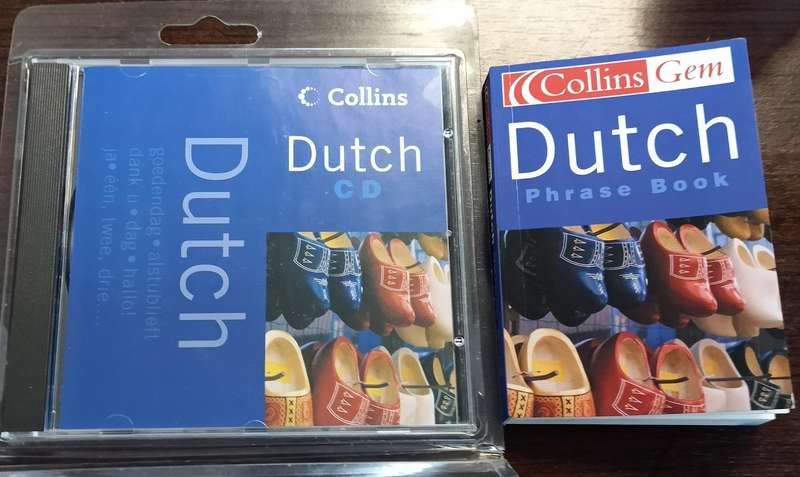 Collins
Dutch
CD
Dutch
goedendag • alstublieft
dank u • dag • hallo!
ja • één, twee, drie...
Collins Gem
Dutch
Phrase Book